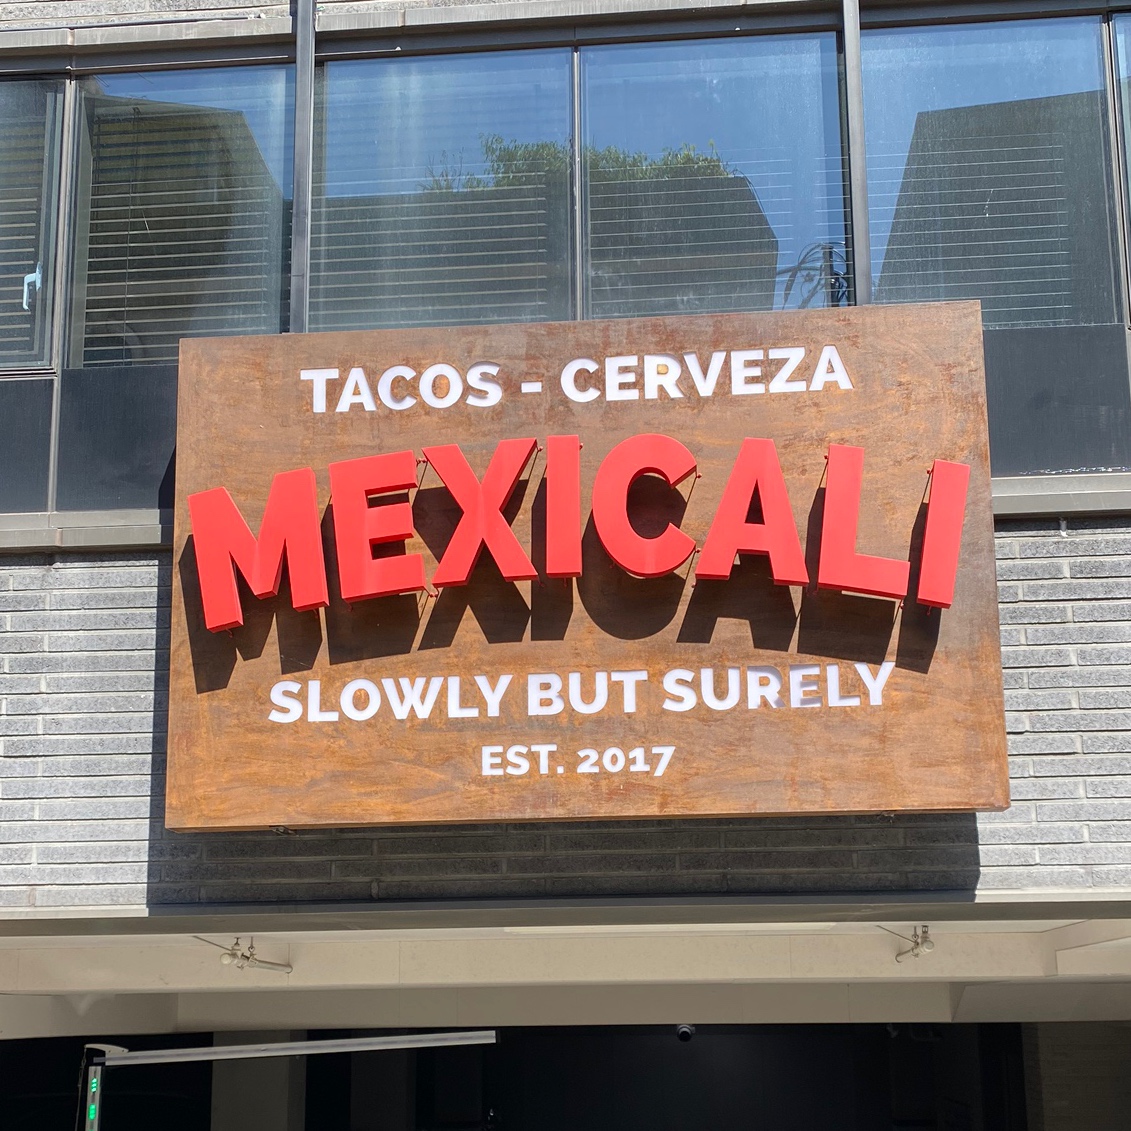 TACOS - CERVEZA
MEXICALI
SLOWLY BUT SURELY
EST. 2017